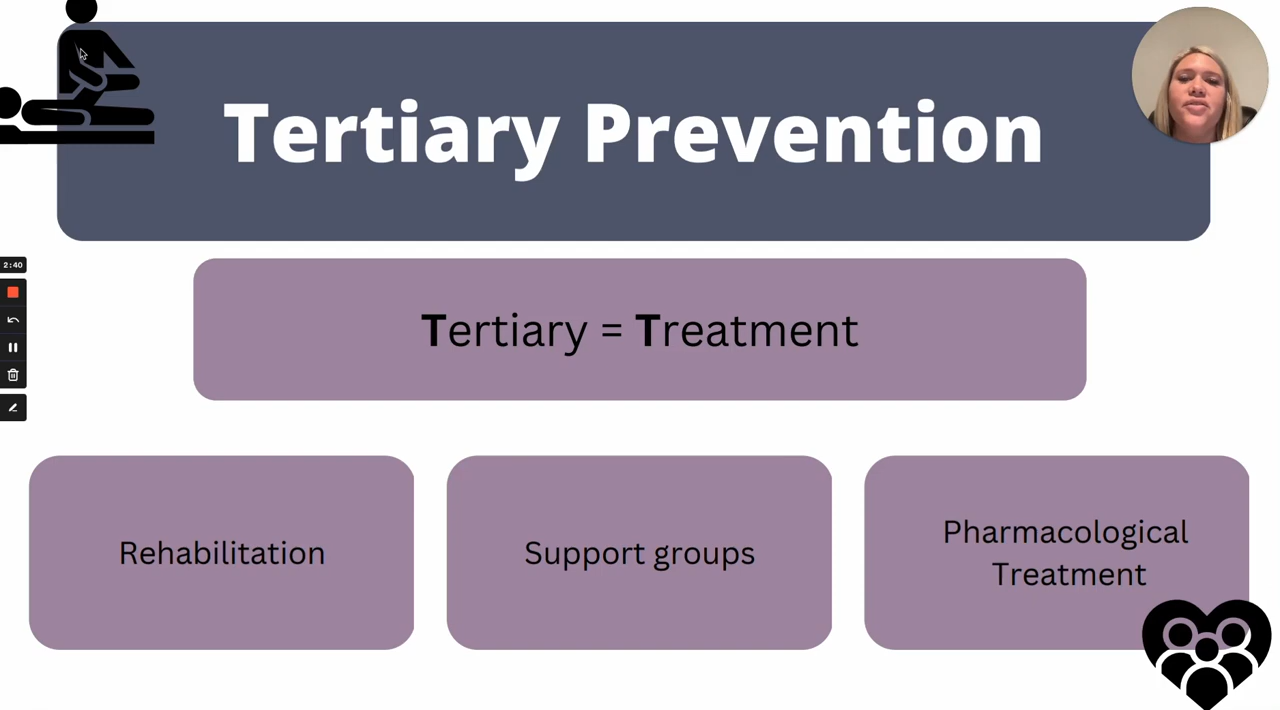 Tertiary Prevention
2:40
Tertiary = Treatment
Rehabilitation
Support groups
Pharmacological
Treatment